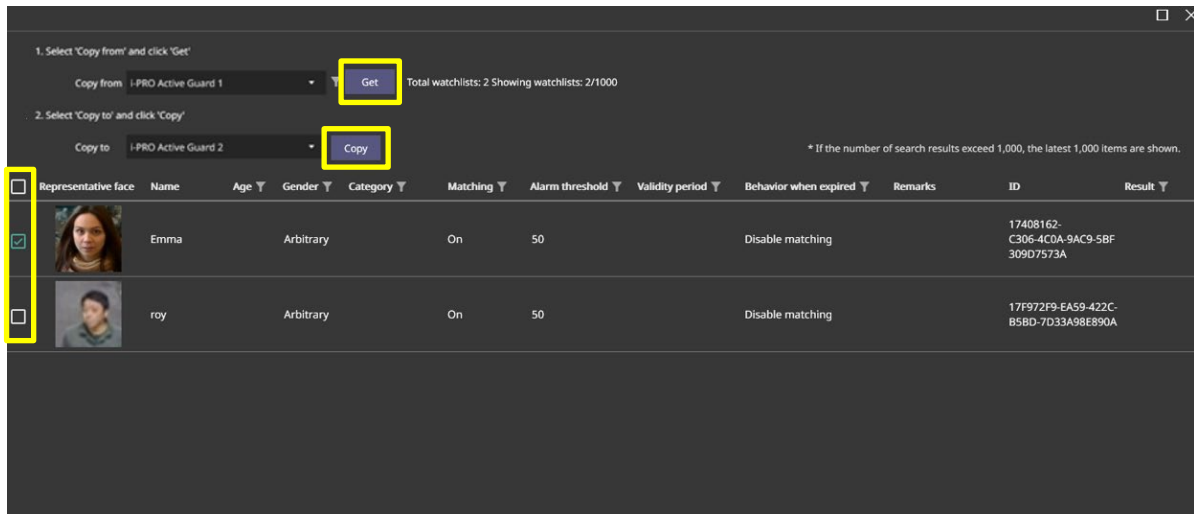 1. Select 'Copy from' and click 'Get'
Copy from i-PRO Active Guard 1 Get Total watchlists: 2 Showing watchlists: 2/1000
2. Select 'Copy to' and click 'Copy'
Copy to i-PRO Active Guard 2 Copy * If the number of search results exceed 1,000, the latest 1,000 items are shown.
Representative face Name Age Gender Category Matching Alarm threshold Validity period Behavior when expired Remarks ID Result
17408162-
Emma Arbitrary On 50 Disable matching C306-4C0A-9AC9-5BF
309D7573A
17F972F9-EA59-422C-
roy Arbitrary On 50 Disable matching
B5BD-7D33A98E890A